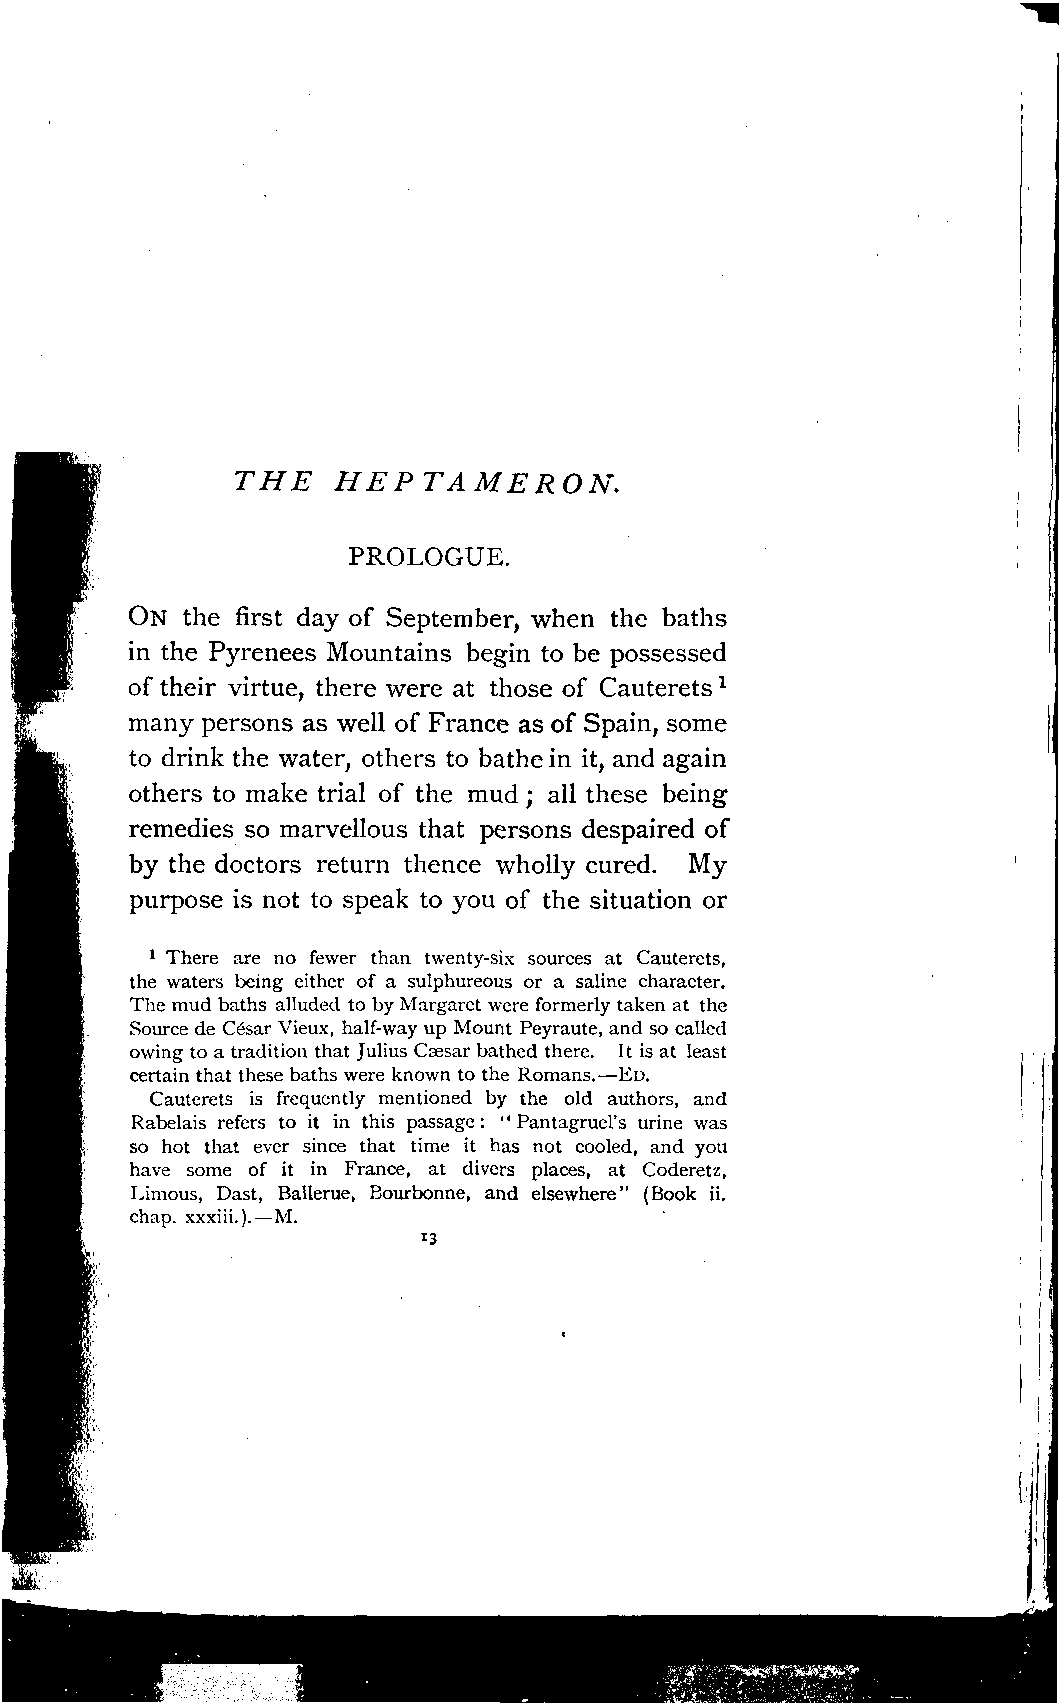 THE HEPTAMERON.
PROLOGUE.
ON the first day of September, when the baths
in the Pyrenees Mountains begin to be possessed
of their virtue, there were at those of Cauterets ¹
many persons as well of France as of Spain, some
to drink the water, others to bathe in it, and again
others to make trial of the mud ; all these being
remedies so marvellous that persons despaired of
by the doctors return thence wholly cured. My
purpose is not to speak to you of the situation or
¹ There are no fewer than twenty-six sources at Cauterets,
the waters being either of a sulphureous or a saline character.
The mud baths alluded to by Margaret were formerly taken at the
Source de César Vieux, half-way up Mount Peyraute, and so called
owing to a tradition that Julius Cæsar bathed there. It is at least
certain that these baths were known to the Romans.—ED.
Cauterets is frequently mentioned by the old authors, and
Rabelais refers to it in this passage : “Pantagruel's urine was
so hot that ever since that time it has not cooled, and you
have some of it in France, at divers places, at Coderetz,
Limous, Dast, Ballerue, Bourbonne, and elsewhere” (Book ii.
chap. xxxiii.).—M.
13